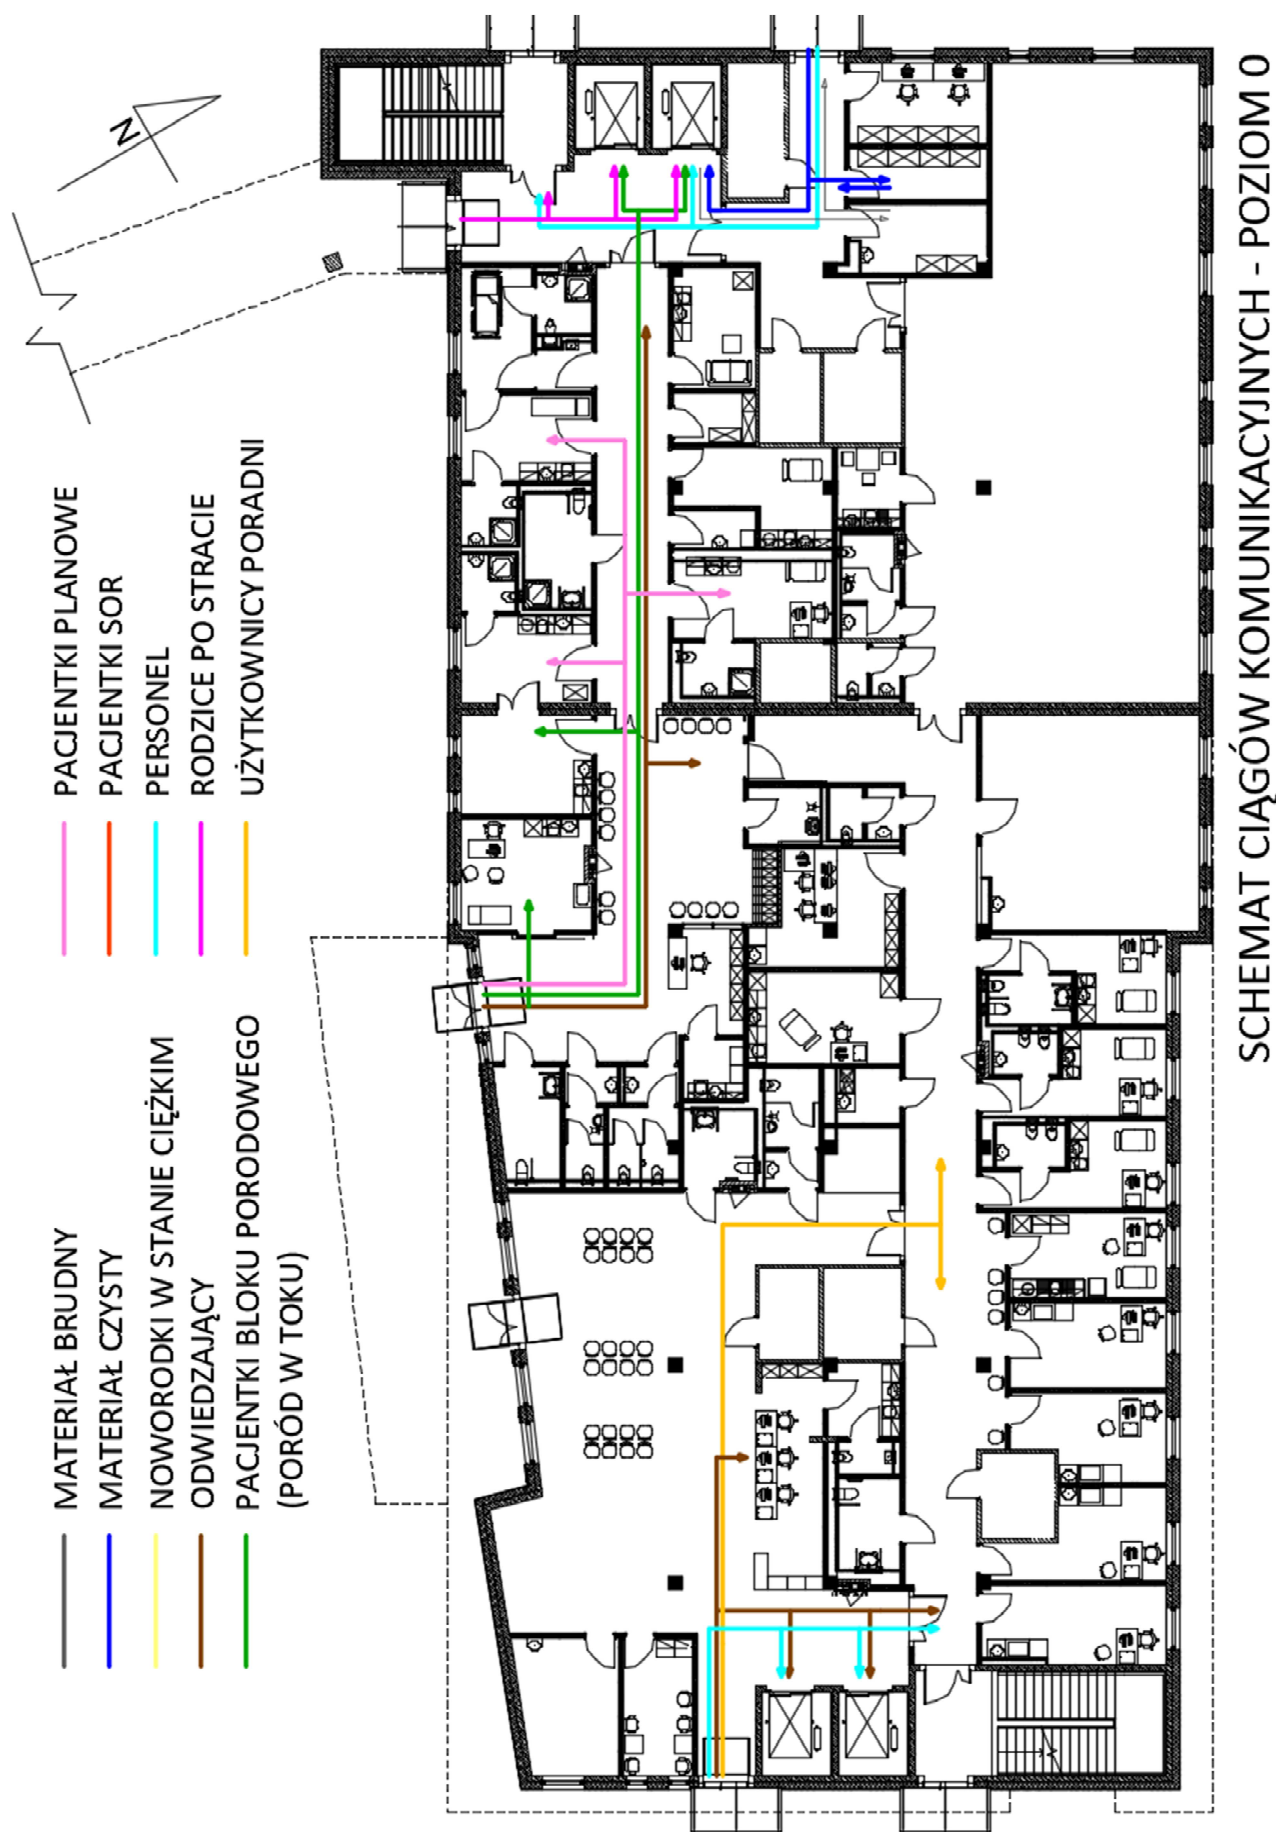 N
MATERIAŁ BRUDNY
MATERIAŁ CZYSTY
NOWORODKI W STANIE CIĘŻKIM
ODWIEDZAJĄCY
PACJENTKI BLOKU PORODOWEGO
(PORÓD W TOKU)
PACJENTKI PLANOWE
PACJENTKI SOR
PERSONEL
RODZICE PO STRACIE
UŻYTKOWNICY PORADNI
SCHEMAT CIĄGÓW KOMUNIKACYJNYCH - POZIOM 0